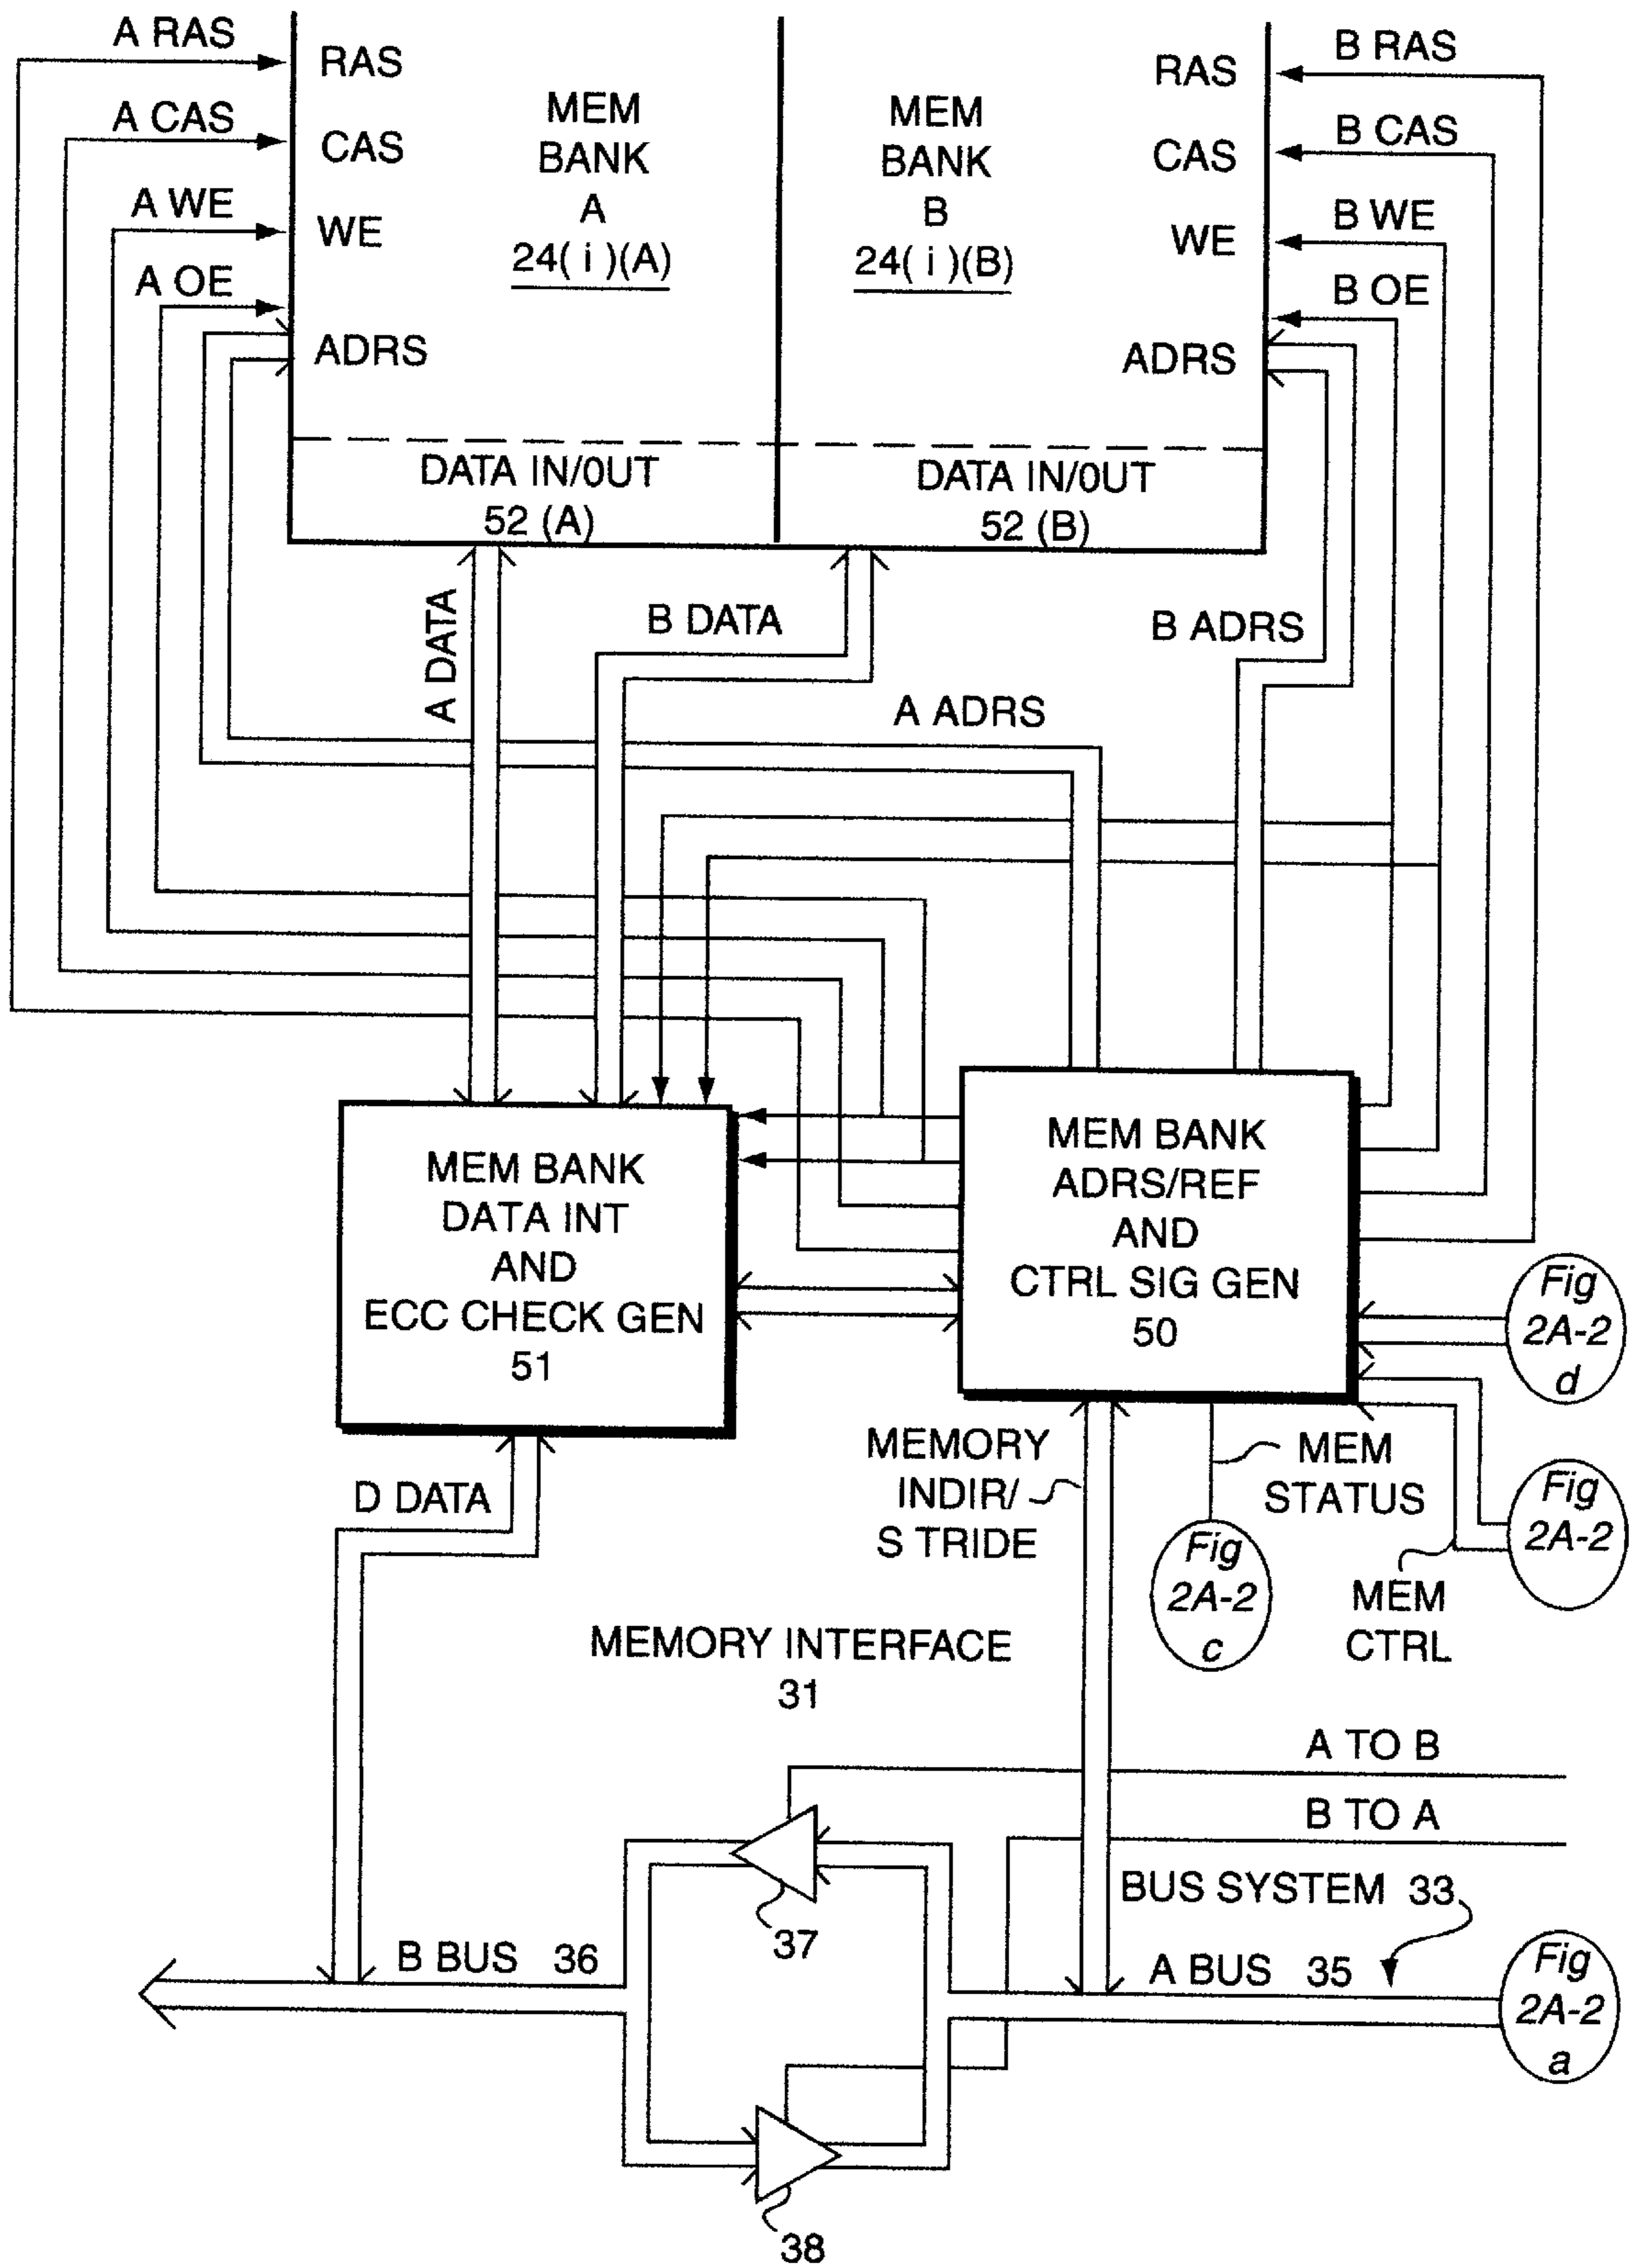 A RAS
RAS
A CAS
CAS
A WE
WE
A OE
ADRS
MEM
BANK
A
24( i )(A)
MEM
BANK
B
24( i )(B)
RAS
B RAS
CAS
B CAS
WE
B WE
B OE
ADRS
DATA IN/0UT
52 (A)
DATA IN/0UT
52 (B)
A DATA
B DATA
B ADRS
A ADRS
MEM BANK
DATA INT
AND
ECC CHECK GEN
51
MEM BANK
ADRS/REF
AND
CTRL SIG GEN
50
Fig
2A-2
d
D DATA
MEMORY
INDIR/
S TRIDE
MEM
STATUS
Fig
2A-2
Fig
2A-2
c
MEM
CTRL
MEMORY INTERFACE
31
A TO B
B TO A
BUS SYSTEM 33
37
B BUS 36
A BUS 35
Fig
2A-2
a
38